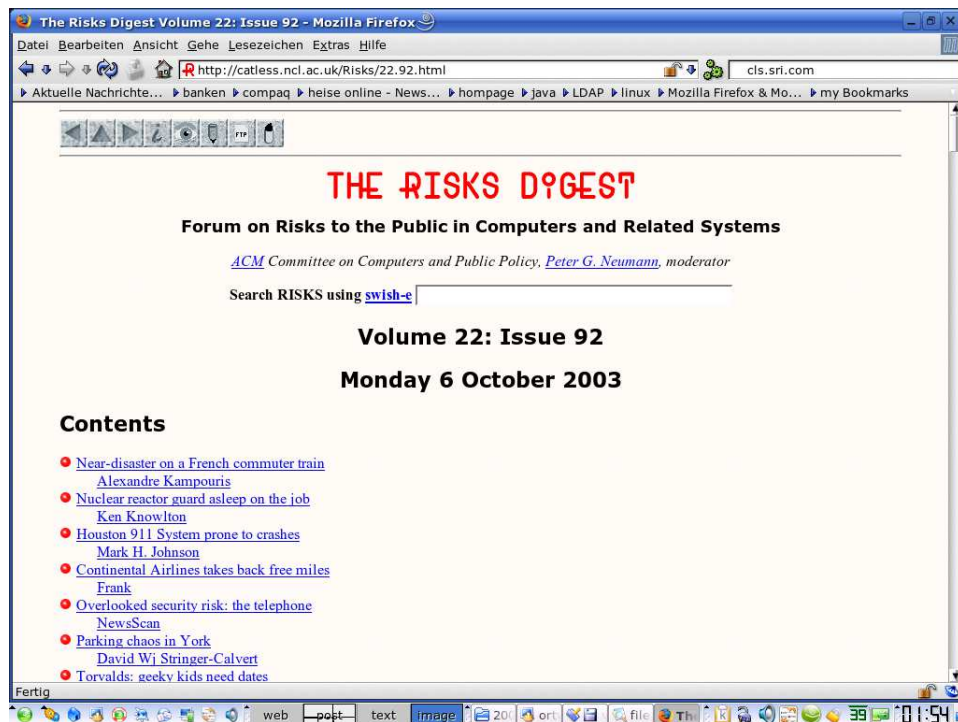 The Risks Digest Volume 22: Issue 92 - Mozilla Firefox
Datei Bearbeiten Ansicht Gehe Lesezeichen Extras Hilfe
http://catless.ncl.ac.uk/Risks/22.92.html cls.sri.com
Aktuelle Nachrichte... banken compaq heise online - News... hompage java LDAP linux Mozilla Firefox & Mo... my Bookmarks
FTP
THE RISKS DIGEST
Forum on Risks to the Public in Computers and Related Systems
ACM Committee on Computers and Public Policy, Peter G. Neumann, moderator
Search RISKS using swish-e
Volume 22: Issue 92
Monday 6 October 2003
Contents
Near-disaster on a French commuter train
Alexandre Kampouris
Nuclear reactor guard asleep on the job
Ken Knowlton
Houston 911 System prone to crashes
Mark H. Johnson
Continental Airlines takes back free miles
Frank
Overlooked security risk: the telephone
NewsScan
Parking chaos in York
David Wj Stringer-Calvert
Torvalds: geeky kids need dates
Fertig
web post text image 20( ort file Th 39 01:54